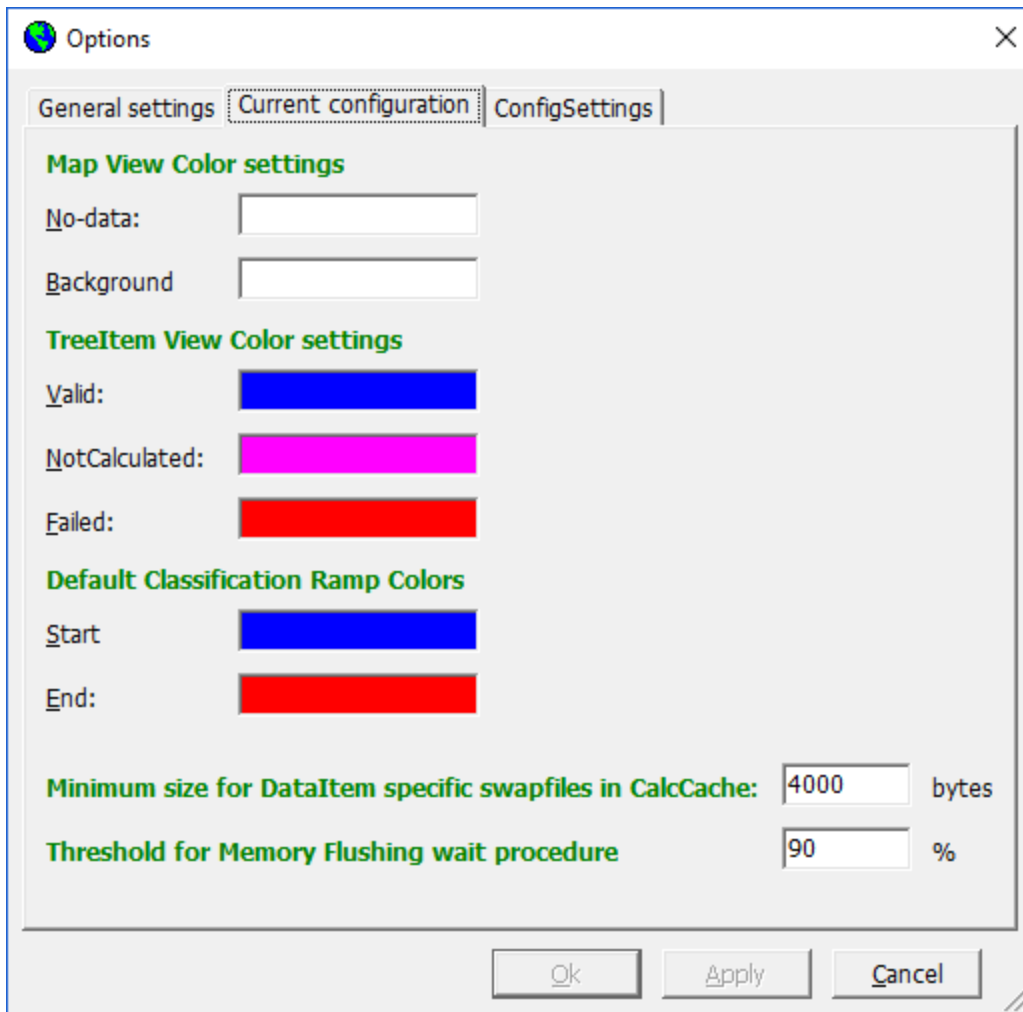 Options
General settings Current configuration ConfigSettings
Map View Color settings
No-data:
Background
TreeItem View Color settings
Valid:
NotCalculated:
Failed:
Default Classification Ramp Colors
Start
End:
Minimum size for DataItem specific swapfiles in CalcCache: 4000 bytes
Threshold for Memory Flushing wait procedure 90 %
Ok Apply Cancel